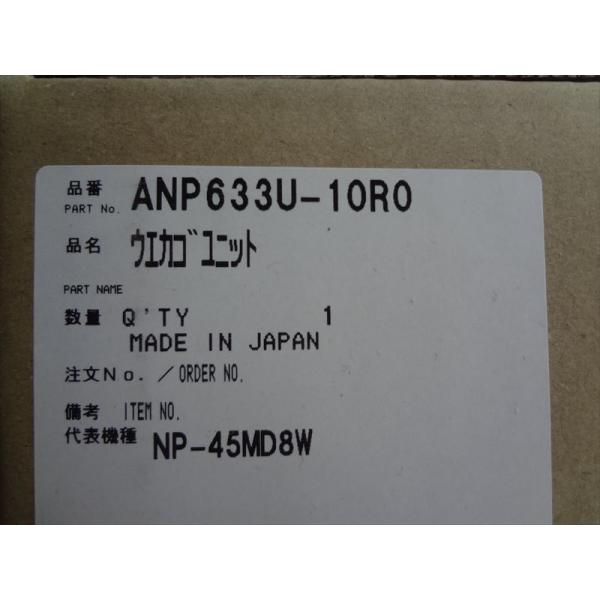 品番 ANP633U-10R0
PART No.
品名 ウエカゴユニット
PART NAME
数量 Q'TY 1
MADE IN JAPAN
注文No. / ORDER NO.
備考 ITEM NO.
代表機種 NP-45MD8W